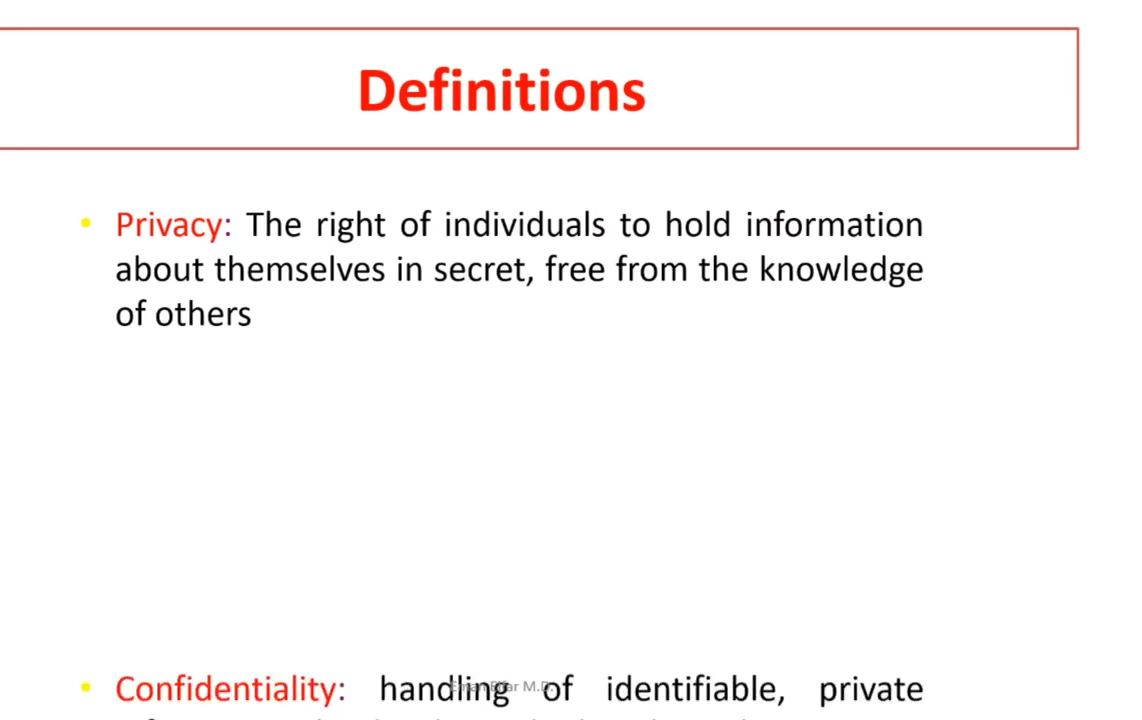 Definitions
• Privacy: The right of individuals to hold information
about themselves in secret, free from the knowledge
of others
• Confidentiality: handling of identifiable, private